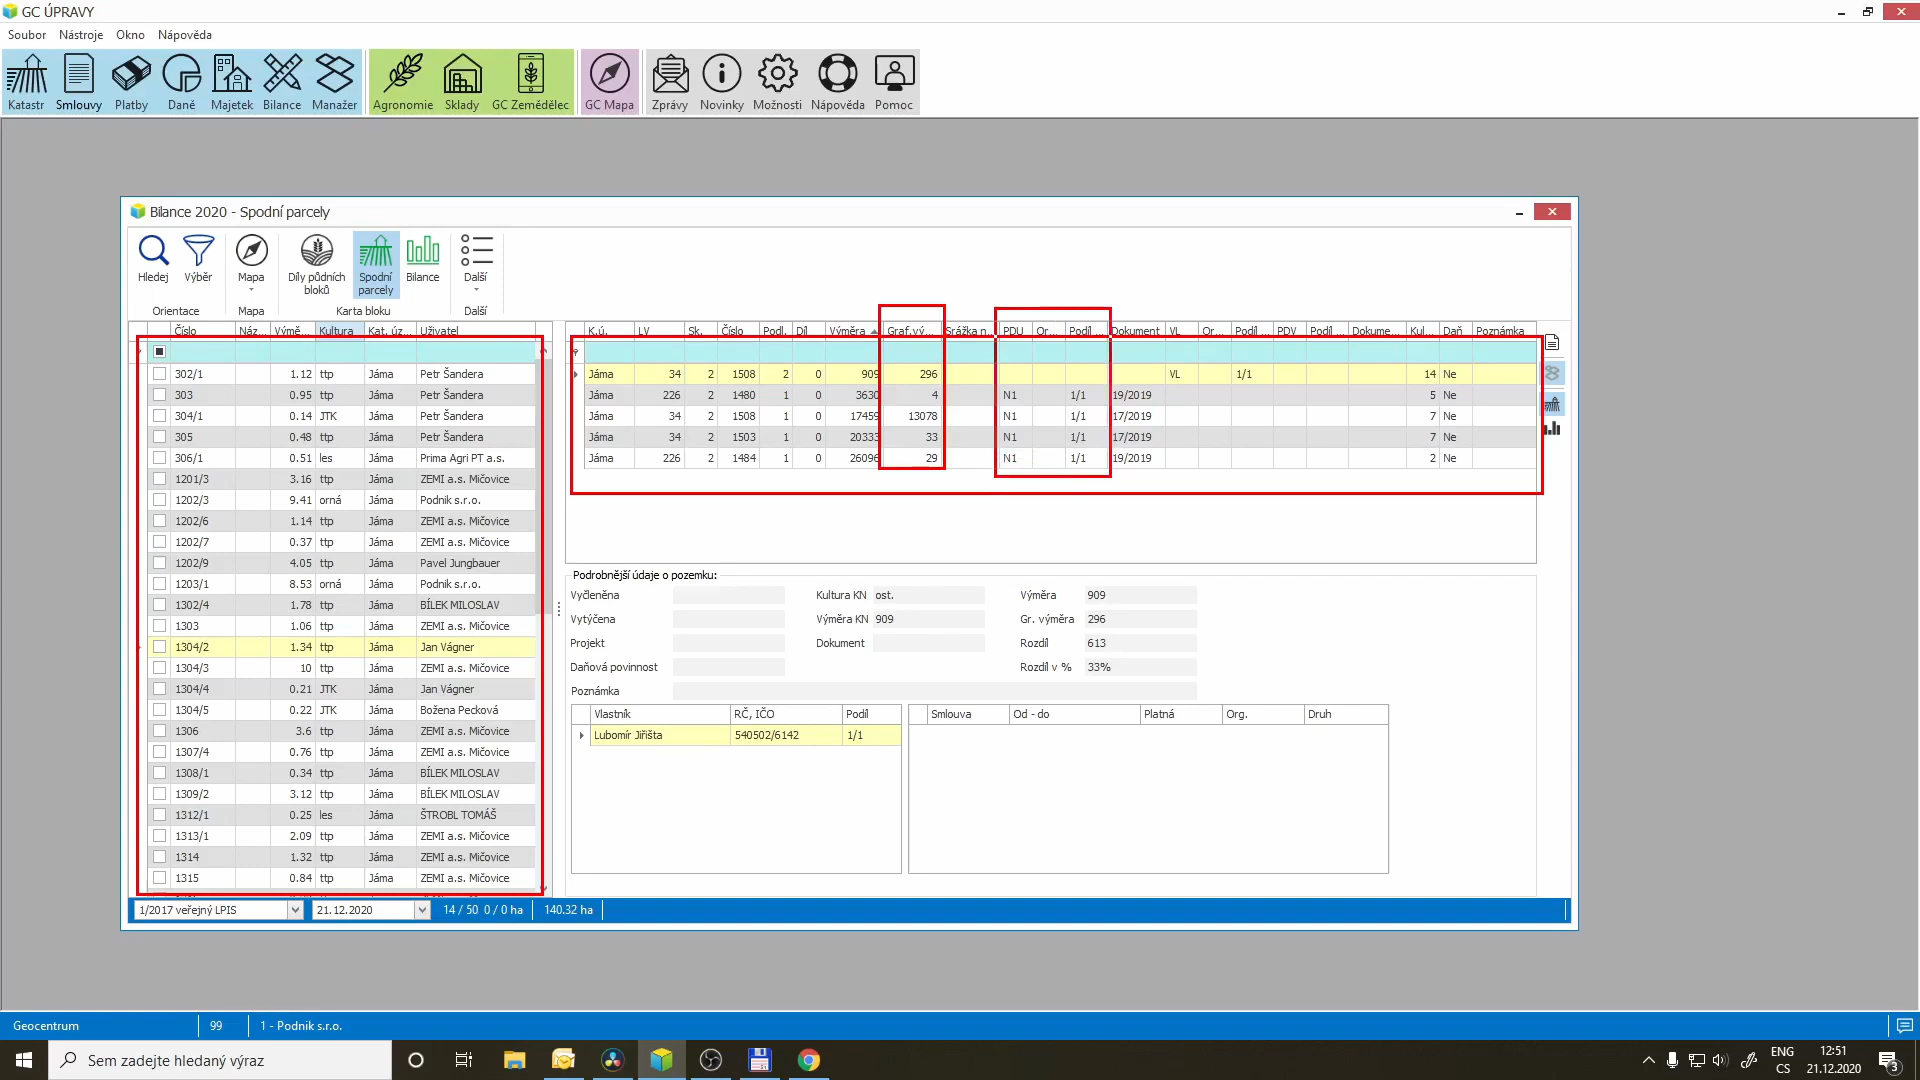 GC ÚPRAVY
Soubor Nástroje Okno Nápověda
Katastr Smlouvy Platby Daně Majetek Bilance Manažer Agronomie Sklady GC Zemědělec GC Mapa Zprávy Novinky Možnosti Nápověda Pomoc
Bilance 2020 - Spodní parcely
Hledej Výběr Mapa Díly půdních bloků Spodní parcely Bilance Další
Orientace Mapa Karta bloku Další
Číslo Náz... Výmě... Kultura Kat. úz... Uživatel
302/1 1.12 ttp Jáma Petr Šandera
303 0.95 ttp Jáma Petr Šandera
304/1 0.14 JTK Jáma Petr Šandera
305 0.48 ttp Jáma Petr Šandera
306/1 0.51 les Jáma Prima Agri PT a.s.
1201/3 3.16 ttp Jáma ZEMI a.s. Mičovice
1202/3 9.41 orná Jáma Podnik s.r.o.
1202/6 1.14 ttp Jáma ZEMI a.s. Mičovice
1202/7 0.37 ttp Jáma ZEMI a.s. Mičovice
1202/9 4.05 ttp Jáma Pavel Jungbauer
1203/1 8.53 orná Jáma Podnik s.r.o.
1302/4 1.78 ttp Jáma BÍLEK MILOSLAV
1303 1.06 ttp Jáma ZEMI a.s. Mičovice
1304/2 1.34 ttp Jáma Jan Vágner
1304/3 10 ttp Jáma ZEMI a.s. Mičovice
1304/4 0.21 JTK Jáma Jan Vágner
1304/5 0.22 JTK Jáma Božena Pecková
1306 3.6 ttp Jáma ZEMI a.s. Mičovice
1307/4 0.76 ttp Jáma ZEMI a.s. Mičovice
1308/1 0.34 ttp Jáma BÍLEK MILOSLAV
1309/2 3.12 ttp Jáma BÍLEK MILOSLAV
1312/1 0.25 les Jáma ŠTROBL TOMÁŠ
1313/1 2.09 ttp Jáma ZEMI a.s. Mičovice
1314 1.32 ttp Jáma ZEMI a.s. Mičovice
1315 0.84 ttp Jáma ZEMI a.s. Mičovice
K.ú. LV Sk. Číslo Podl. Díl Výměra Graf.vý... Srážka n... PDU Or... Podíl ... Dokument VL Or... Podíl ... PDV Podíl ... Dokume... Kul... Daň Poznámka
Jáma 34 2 1508 2 0 909 296 VL 1/1 14 Ne
Jáma 226 2 1480 1 0 3630 4 N1 1/1 19/2019 5 Ne
Jáma 34 2 1508 1 0 17459 13078 N1 1/1 17/2019 7 Ne
Jáma 34 2 1503 1 0 20333 33 N1 1/1 17/2019 7 Ne
Jáma 226 2 1484 1 0 26096 29 N1 1/1 19/2019 2 Ne
Podrobnější údaje o pozemku:
Vyčleněna Kultura KN ost. Výměra 909
Vytýčena Výměra KN 909 Gr. výměra 296
Projekt Dokument Rozdíl 613
Daňová povinnost Rozdíl v % 33%
Poznámka
Vlastník RČ, IČO Podíl Smlouva Od - do Platná Org. Druh
Lubomír Jiřišta 540502/6142 1/1
1/2017 veřejný LPIS 21.12.2020 14 / 50 0 / 0 ha 140.32 ha
Geocentrum 99 1 - Podnik s.r.o.
Sem zadejte hledaný výraz
ENG 12:51
CS 21.12.2020 3